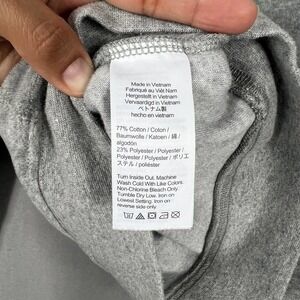 Made in Vietnam
Fabriqué au Viêt Nam
Hergestellt in Vietnam
Vervaardigd in Vietnam
ベトナム製
hecho en vietnam
77% Cotton / Coton /
Baumwolle / Katoen / 綿 /
algodón
23% Polyester / Polyester /
Polyester / Polyester / ポリエ
ステル / poliéster
Turn Inside Out. Machine
Wash Cold With Like Colors.
Non-Chlorine Bleach Only.
Tumble Dry Low. Iron on
Lowest Setting. Iron on
reverse side only.